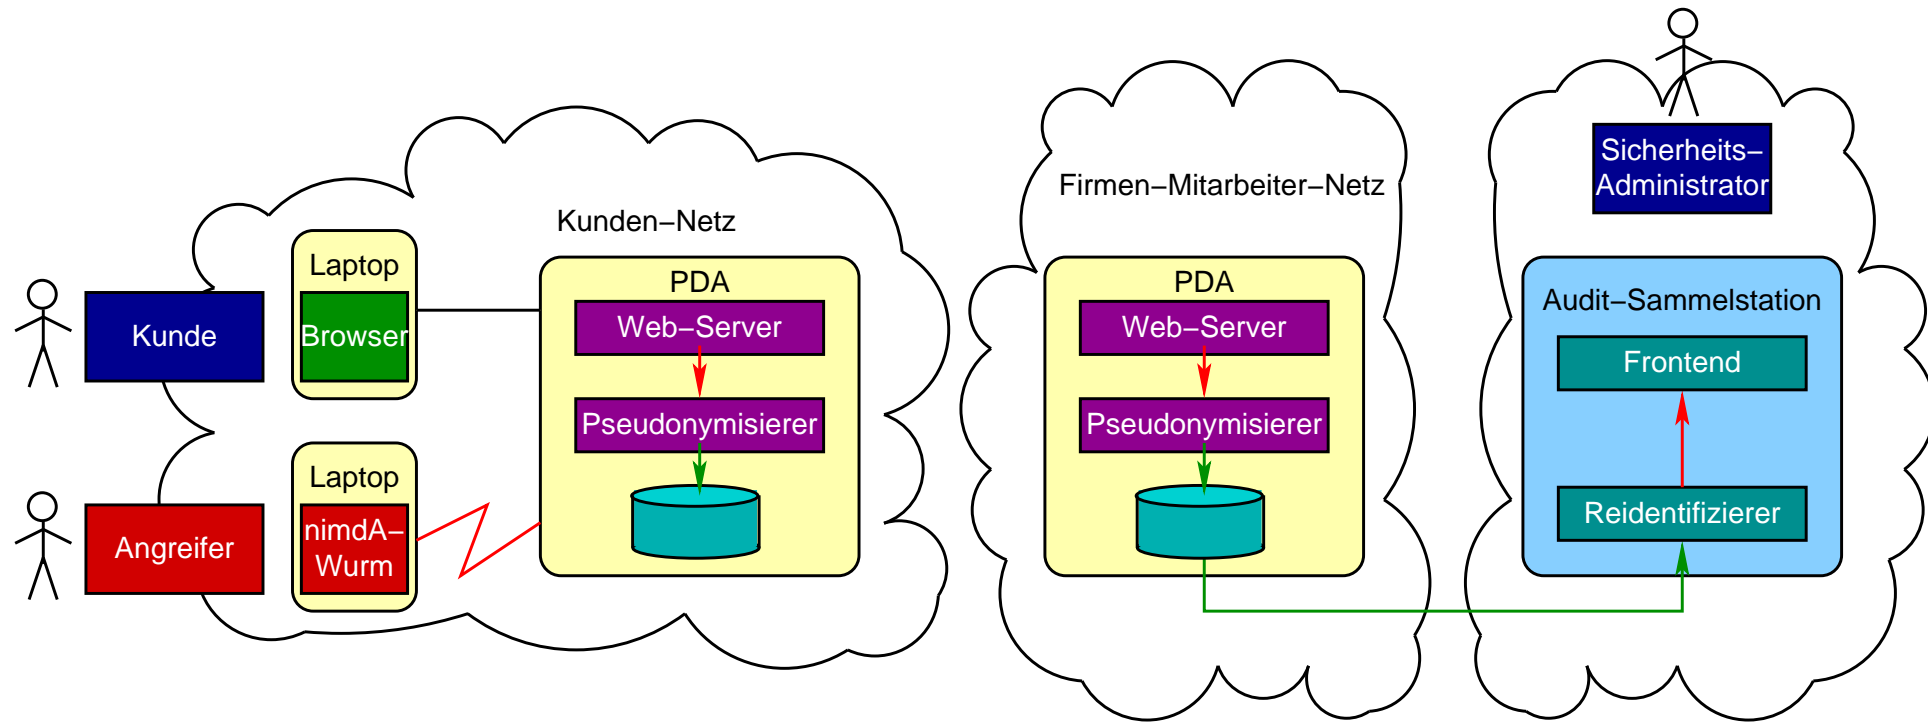 Kunden−Netz
Kunde
Laptop
Browser
Angreifer
Laptop
nimdA−
Wurm
PDA
Web−Server
Pseudonymisierer
Firmen−Mitarbeiter−Netz
PDA
Web−Server
Pseudonymisierer
Sicherheits−
Administrator
Audit−Sammelstation
Frontend
Reidentifizierer